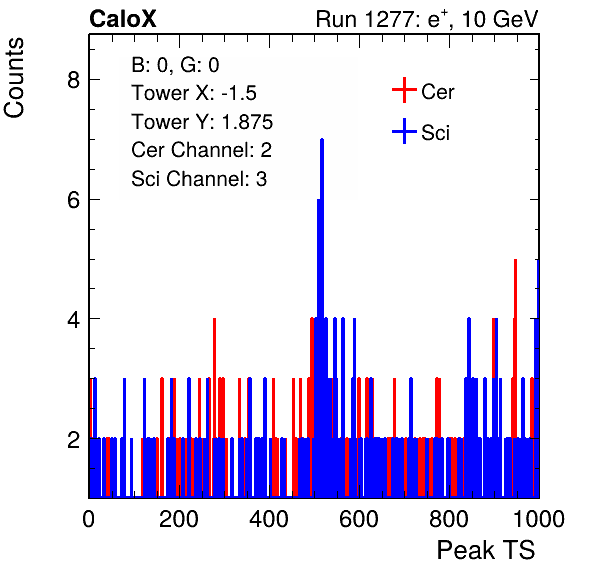 CaloX
Run 1277: e+, 10 GeV
Counts
B: 0, G: 0
Tower X: -1.5
Tower Y: 1.875
Cer Channel: 2
Sci Channel: 3
Cer
Sci
8
6
4
2
0 200 400 600 800 1000
Peak TS